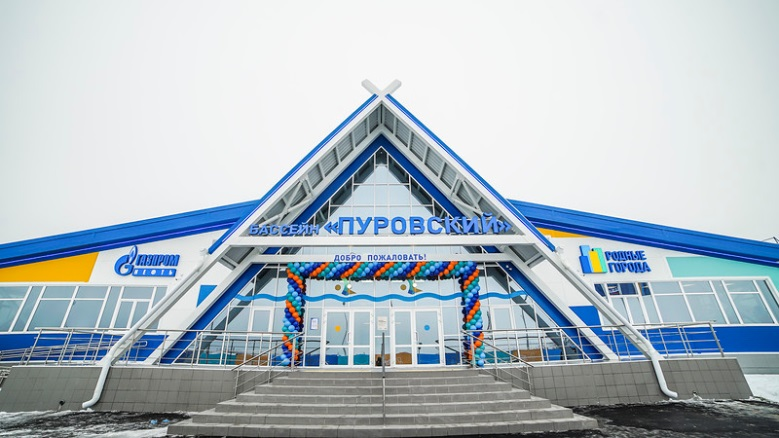 БАССЕЙН «ПУРОВСКИЙ»
ДОБРО ПОЖАЛОВАТЬ!
ГАЗПРОМ
НЕФТЬ
РОДНЫЕ
ГОРОДА